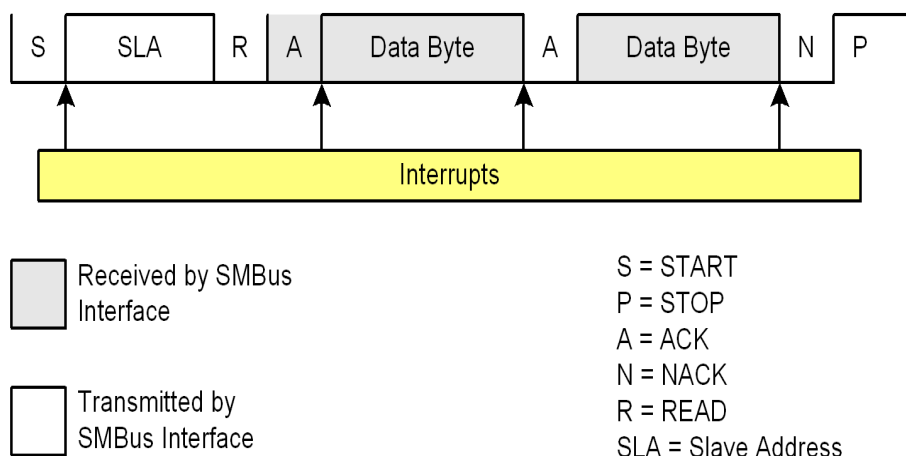 S SLA R A Data Byte A Data Byte N P
Interrupts
Received by SMBus
Interface
Transmitted by
SMBus Interface
S = START
P = STOP
A = ACK
N = NACK
R = READ
SLA = Slave Address